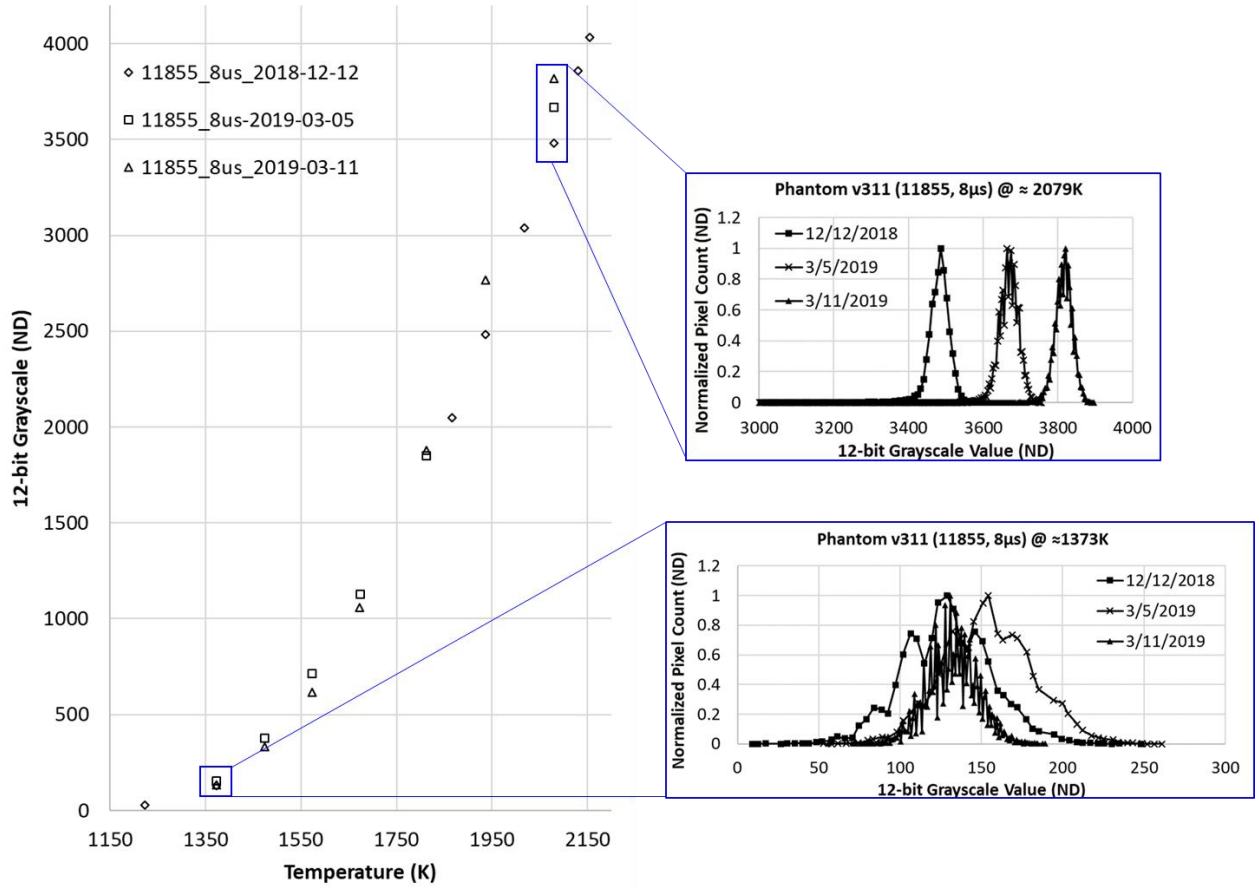 4000
3500
3000
2500
2000
1500
1000
500
0
12-bit Grayscale (ND)
11855_8us_2018-12-12
11855_8us-2019-03-05
11855_8us_2019-03-11
1150 1350 1550 1750 1950 2150
Temperature (K)
Phantom v311 (11855, 8µs) @ ≈ 2079K
Normalized Pixel Count (ND)
1.2
1
0.8
0.6
0.4
0.2
0
12/12/2018
3/5/2019
3/11/2019
3000 3200 3400 3600 3800 4000
12-bit Grayscale Value (ND)
Phantom v311 (11855, 8µs) @ ≈1373K
Normalized Pixel Count (ND)
1.2
1
0.8
0.6
0.4
0.2
0
12/12/2018
3/5/2019
3/11/2019
0 50 100 150 200 250 300
12-bit Grayscale Value (ND)